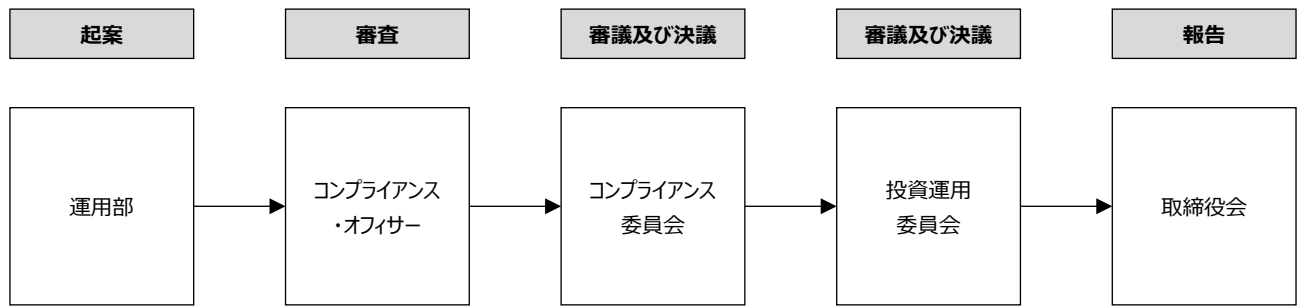 起案
審査
審議及び決議
審議及び決議
報告
運用部
コンプライアンス
・オフィサー
コンプライアンス
委員会
投資運用
委員会
取締役会